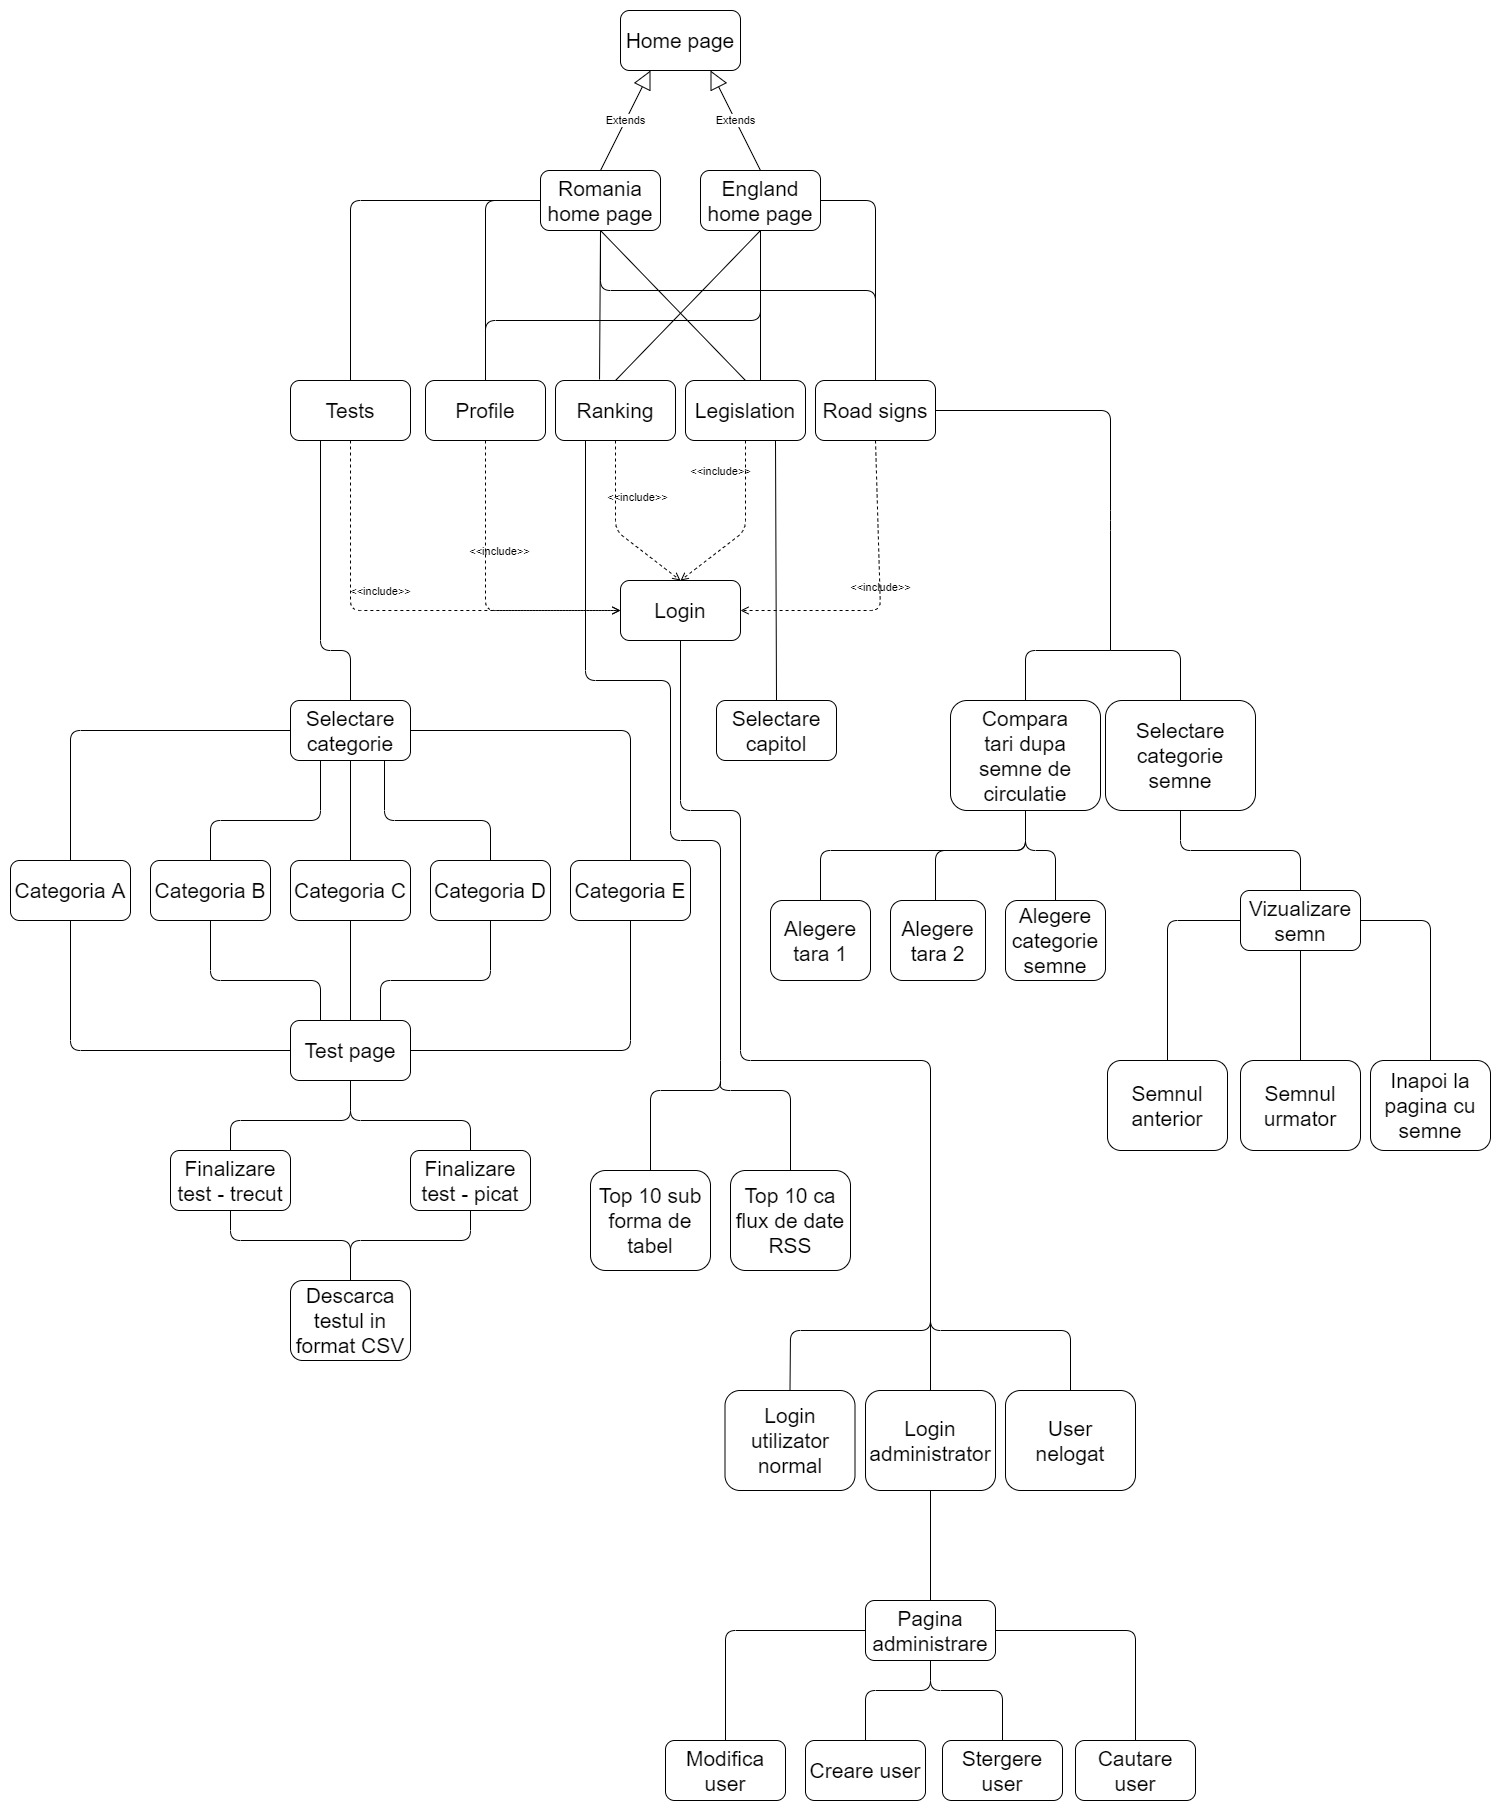 Home page
Extends
Extends
Romania
home page
England
home page
Tests
Profile
Ranking
Legislation
Road signs
<<include>>
<<include>>
<<include>>
<<include>>
<<include>>
Login
Selectare
categorie
Selectare
capitol
Compara
tari dupa
semne de
circulatie
Selectare
categorie
semne
Categoria A
Categoria B
Categoria C
Categoria D
Categoria E
Alegere
tara 1
Alegere
tara 2
Alegere
categorie
semne
Vizualizare
semn
Test page
Semnul
anterior
Semnul
urmator
Inapoi la
pagina cu
semne
Finalizare
test - trecut
Finalizare
test - picat
Top 10 sub
forma de
tabel
Top 10 ca
flux de date
RSS
Descarca
testul in
format CSV
Login
utilizator
normal
Login
administrator
User
nelogat
Pagina
administrare
Modifica
user
Creare user
Stergere
user
Cautare
user